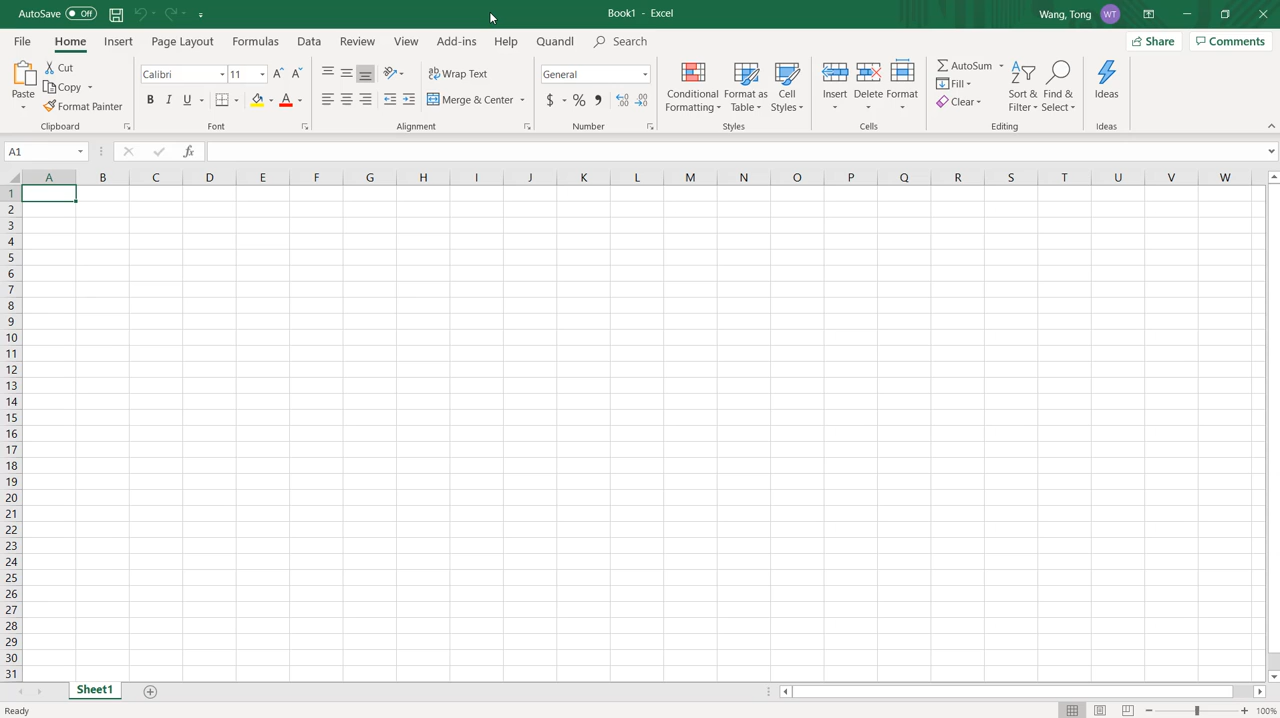 AutoSave Off Book1 - Excel Wang, Tong WT
File Home Insert Page Layout Formulas Data Review View Add-ins Help Quandl Search Share Comments
Paste
Cut
Copy
Format Painter
Clipboard
Calibri 11
B I U
Font
Wrap Text
Merge & Center
Alignment
General
$ % ,
Number
Conditional
Formatting
Format as
Table
Cell
Styles
Styles
Insert Delete Format
Cells
AutoSum
Fill
Clear
Sort &
Filter
Find &
Select
Editing
Ideas
Ideas
A1 fx
A B C D E F G H I J K L M N O P Q R S T U V W
1
2
3
4
5
6
7
8
9
10
11
12
13
14
15
16
17
18
19
20
21
22
23
24
25
26
27
28
29
30
31
Sheet1
Ready 100%